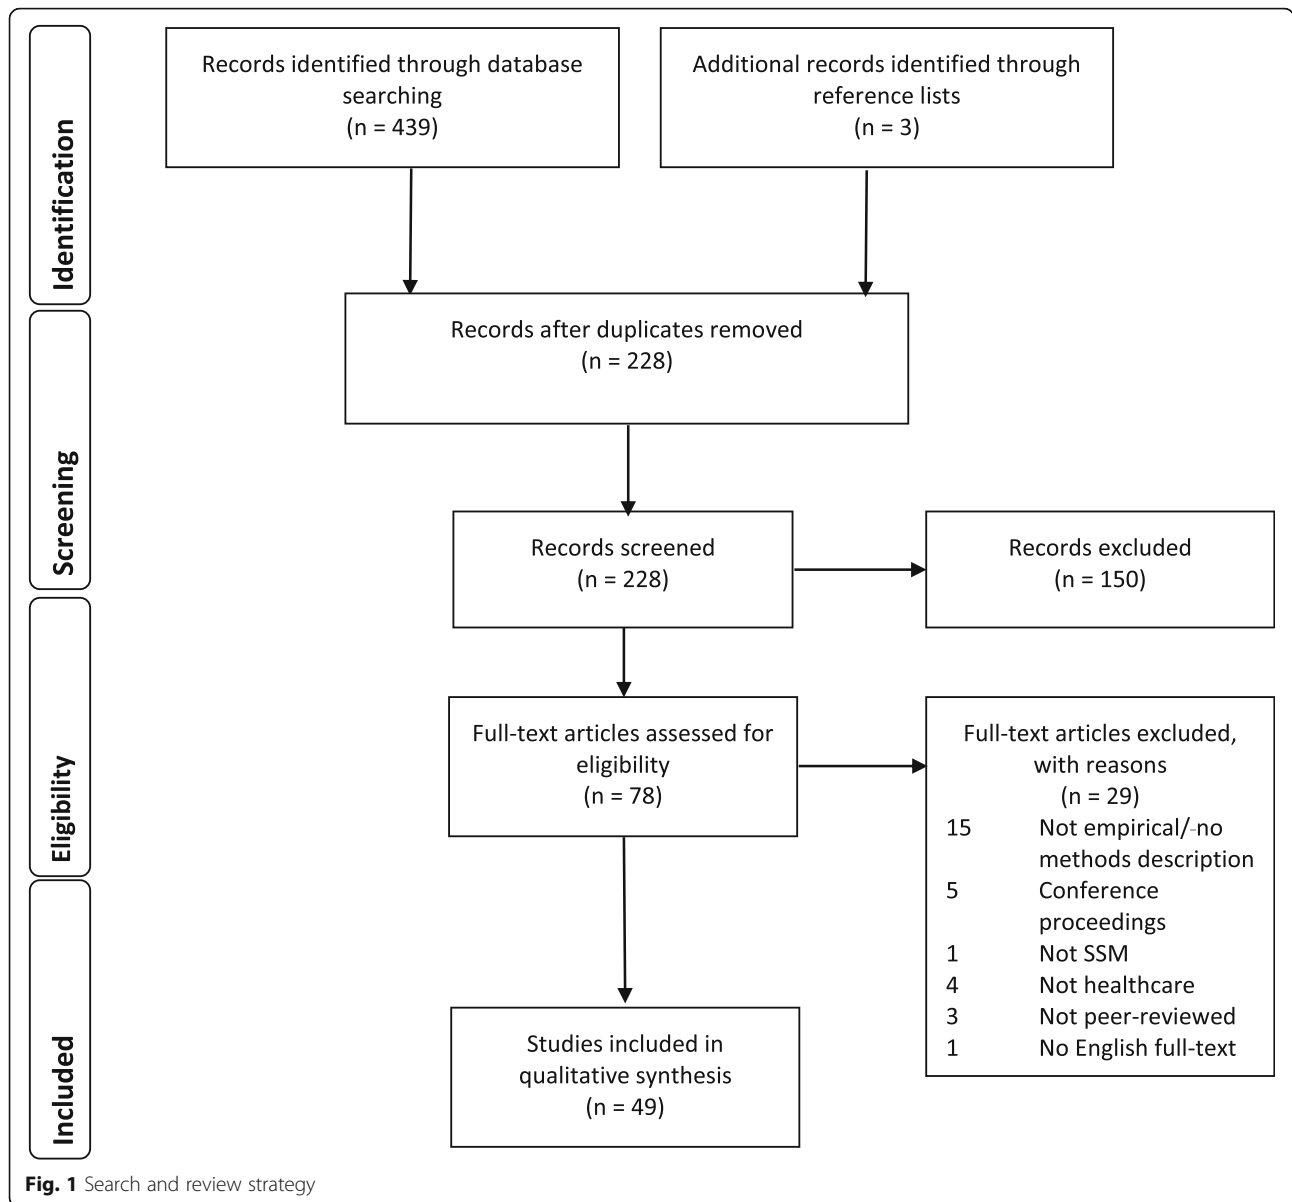 Identification
Records identified through database
searching
(n = 439)
Additional records identified through
reference lists
(n = 3)
Screening
Records after duplicates removed
(n = 228)
Records screened
(n = 228)
Records excluded
(n = 150)
Eligibility
Full-text articles assessed for
eligibility
(n = 78)
Full-text articles excluded,
with reasons
(n = 29)
15 Not empirical/-no
methods description
5 Conference
proceedings
1 Not SSM
4 Not healthcare
3 Not peer-reviewed
1 No English full-text
Included
Studies included in
qualitative synthesis
(n = 49)
Fig. 1 Search and review strategy